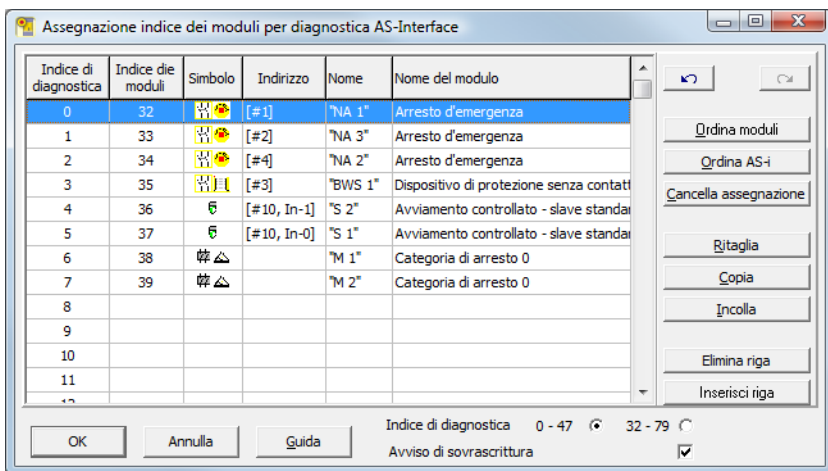 Assegnazione indice dei moduli per diagnostica AS-Interface
Indice di diagnostica Indice die moduli Simbolo Indirizzo Nome Nome del modulo
0 32 [#1] "NA 1" Arresto d'emergenza
1 33 [#2] "NA 3" Arresto d'emergenza
2 34 [#4] "NA 2" Arresto d'emergenza
3 35 [#3] "BWS 1" Dispositivo di protezione senza contatt
4 36 [#10, In-1] "S 2" Avviamento controllato - slave standar
5 37 [#10, In-0] "S 1" Avviamento controllato - slave standar
6 38 "M 1" Categoria di arresto 0
7 39 "M 2" Categoria di arresto 0
8
9
10
11
12
Ordina moduli
Ordina AS-i
Cancella assegnazione
Ritaglia
Copia
Incolla
Elimina riga
Inserisci riga
OK Annulla Guida
Indice di diagnostica 0 - 47 32 - 79
Avviso di sovrascrittura